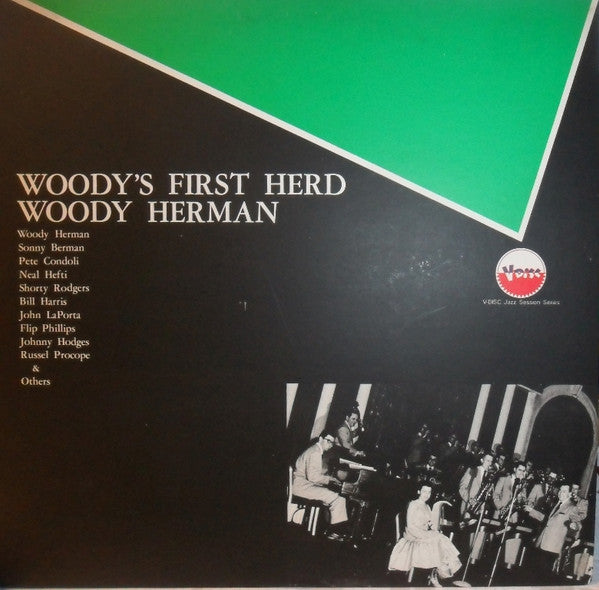 WOODY'S FIRST HERD
WOODY HERMAN
Woody Herman
Sonny Berman
Pete Condoli
Neal Hefti
Shorty Rodgers
Bill Harris
John LaPorta
Flip Phillips
Johnny Hodges
Russel Procope
&
Others
V-DISC Jazz Session Series